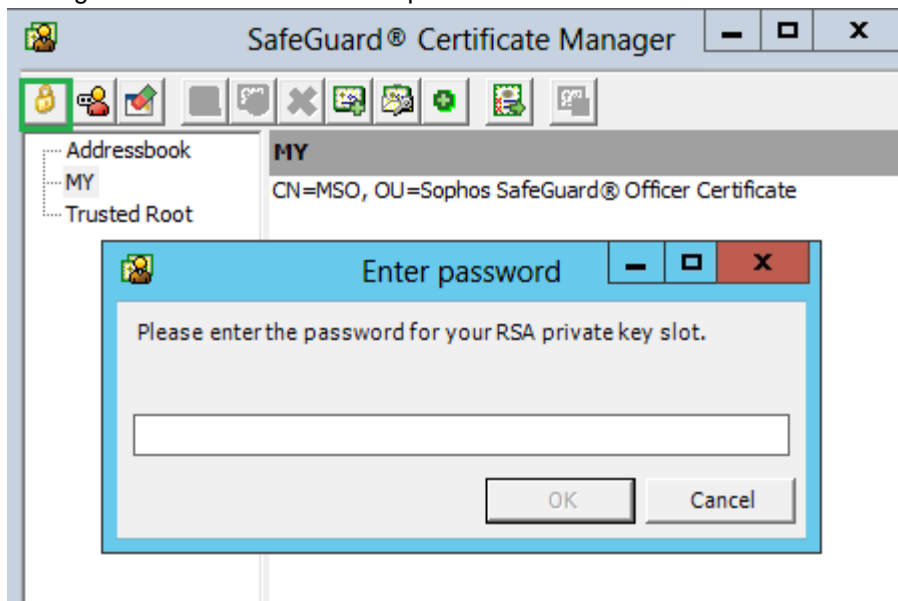 SafeGuard® Certificate Manager
Addressbook
MY
Trusted Root
MY
CN=MSO, OU=Sophos SafeGuard® Officer Certificate
Enter password
Please enter the password for your RSA private key slot.
OK
Cancel